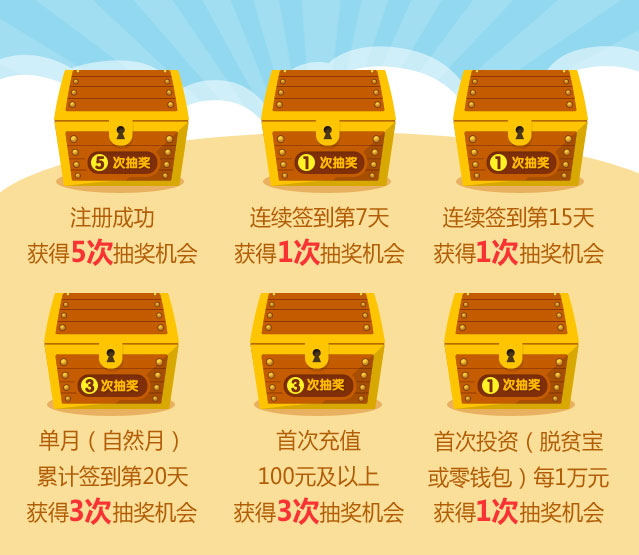 5次抽奖
1次抽奖
1次抽奖
注册成功
获得5次抽奖机会
连续签到第7天
获得1次抽奖机会
连续签到第15天
获得1次抽奖机会
3次抽奖
3次抽奖
1次抽奖
单月（自然月）
累计签到第20天
获得3次抽奖机会
首次充值
100元及以上
获得3次抽奖机会
首次投资（脱贫宝
或零钱包）每1万元
获得1次抽奖机会